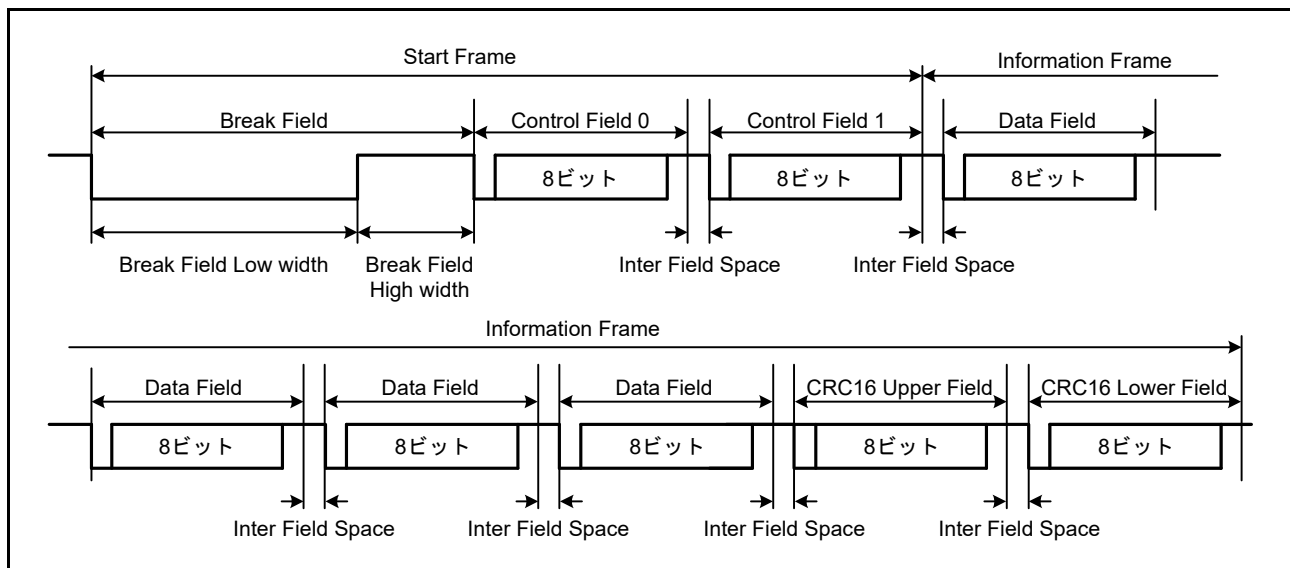 Start Frame
Information Frame
Break Field
Control Field 0
Control Field 1
Data Field
8ビット
8ビット
8ビット
Break Field Low width
Break Field
High width
Inter Field Space
Inter Field Space
Information Frame
Data Field
Data Field
Data Field
CRC16 Upper Field
CRC16 Lower Field
8ビット
8ビット
8ビット
8ビット
8ビット
Inter Field Space
Inter Field Space
Inter Field Space
Inter Field Space